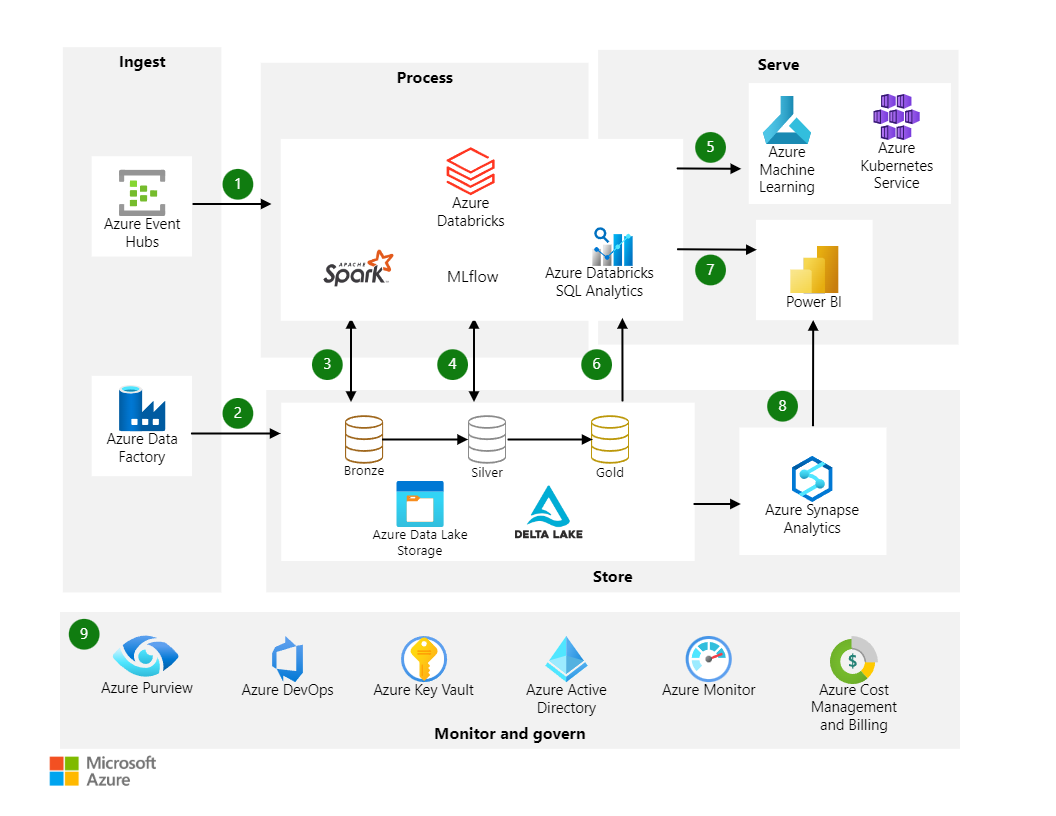 Ingest
Process
Serve
Azure Event
Hubs
1
Azure
Databricks
APACHE
Spark
MLflow
Azure Databricks
SQL Analytics
5
Azure
Machine
Learning
Azure
Kubernetes
Service
7
Power BI
3
4
6
8
Azure Data
Factory
2
Bronze
Silver
Gold
Azure Data Lake
Storage
DELTA LAKE
Azure Synapse
Analytics
Store
9
Azure Purview
Azure DevOps
Azure Key Vault
Azure Active
Directory
Azure Monitor
$
Azure Cost
Management
and Billing
Monitor and govern
Microsoft
Azure